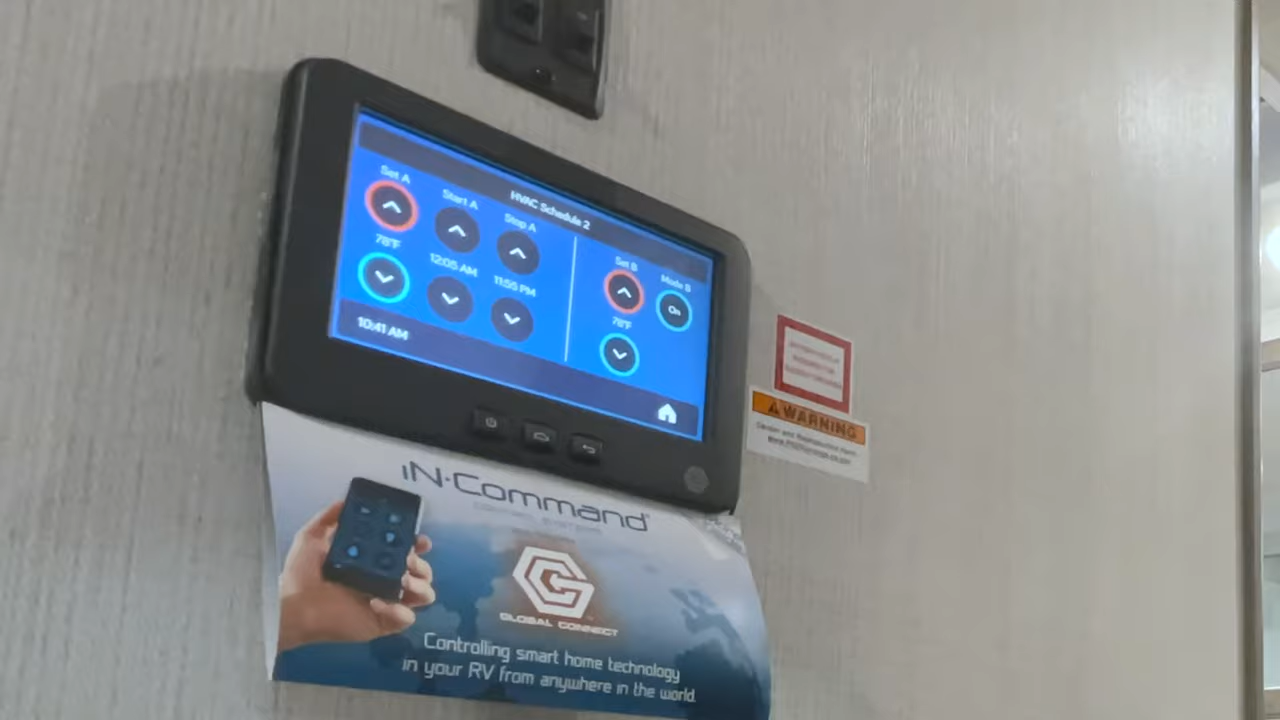 HVAC Schedule 2
Set A
Start A
Stop A
Set B
Mode B
78°F
12:05 AM
11:55 PM
78°F
On
10:41 AM
WARNING
iN·Command
GLOBAL CONNECT
Controlling smart home technology
in your RV from anywhere in the world.